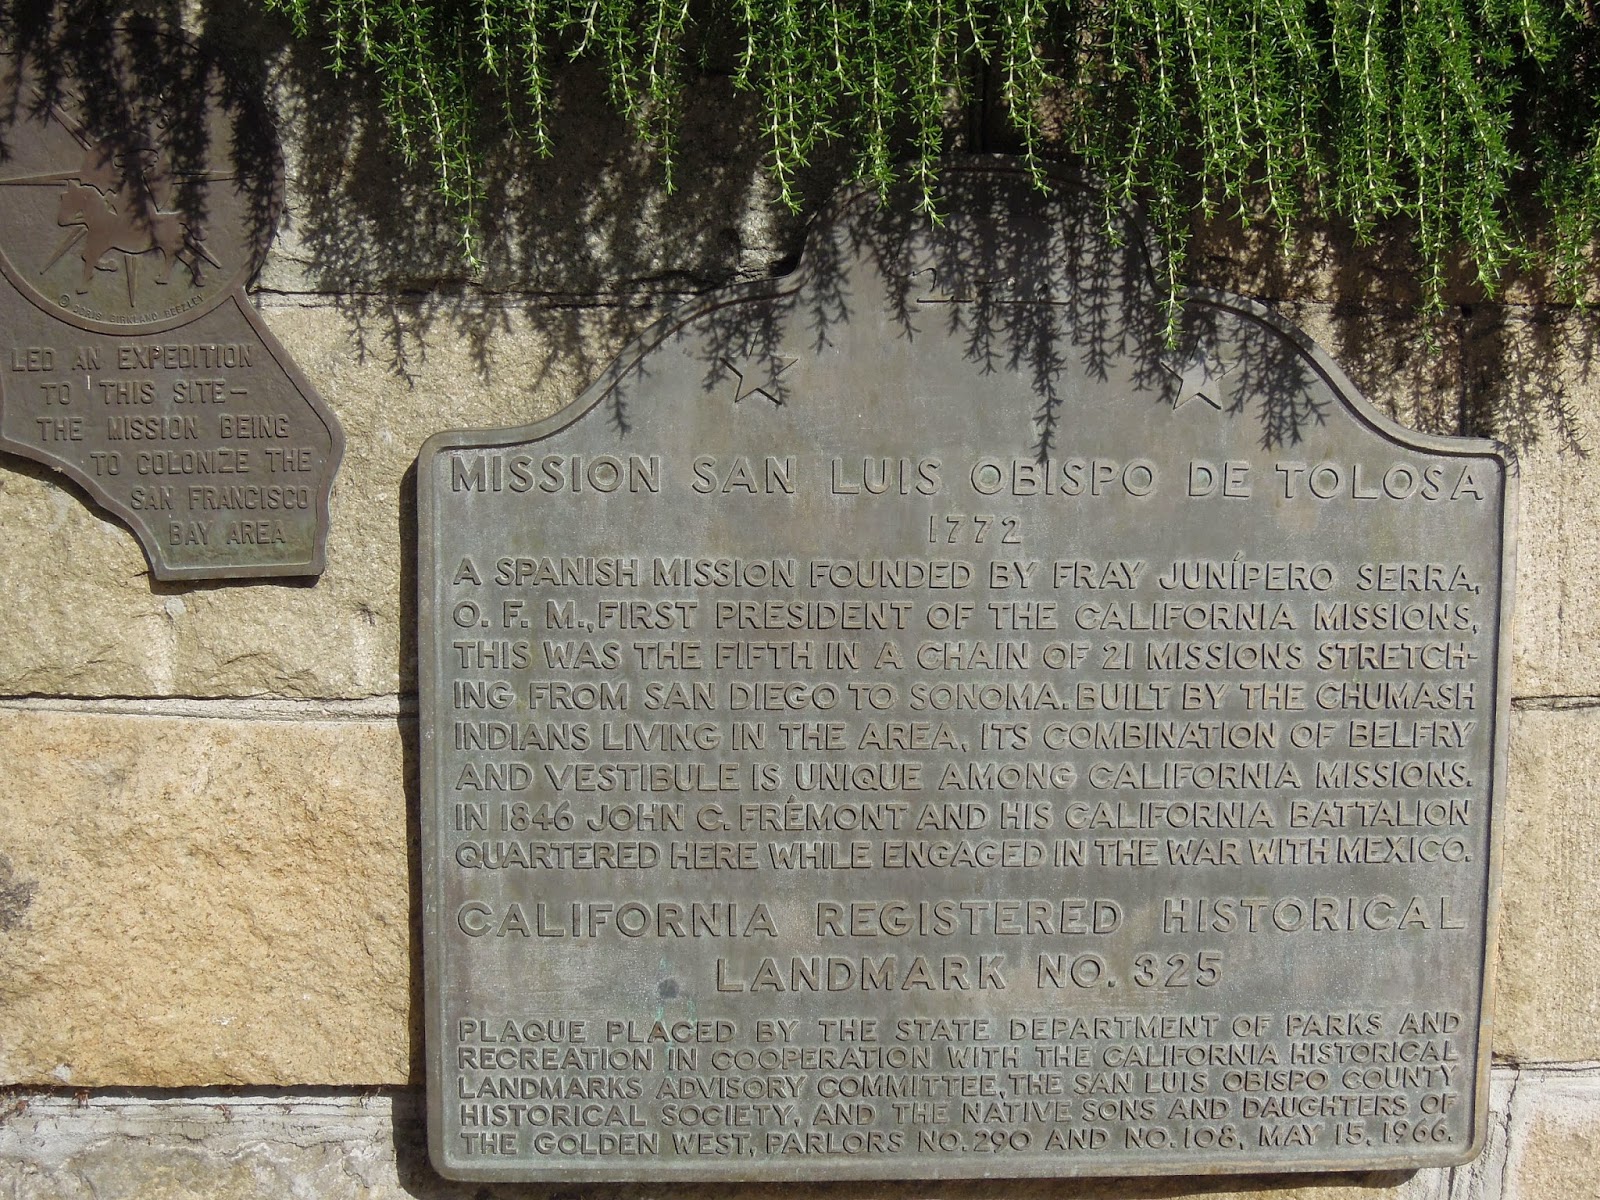 © DORIS BIRKLAND BEEZLEY
LED AN EXPEDITION
TO THIS SITE—
THE MISSION BEING
TO COLONIZE THE
SAN FRANCISCO
BAY AREA
MISSION SAN LUIS OBISPO DE TOLOSA
1772
A SPANISH MISSION FOUNDED BY FRAY JUNÍPERO SERRA,
O. F. M., FIRST PRESIDENT OF THE CALIFORNIA MISSIONS,
THIS WAS THE FIFTH IN A CHAIN OF 21 MISSIONS STRETCH-
ING FROM SAN DIEGO TO SONOMA. BUILT BY THE CHUMASH
INDIANS LIVING IN THE AREA, ITS COMBINATION OF BELFRY
AND VESTIBULE IS UNIQUE AMONG CALIFORNIA MISSIONS.
IN 1846 JOHN C. FRÉMONT AND HIS CALIFORNIA BATTALION
QUARTERED HERE WHILE ENGAGED IN THE WAR WITH MEXICO.
CALIFORNIA REGISTERED HISTORICAL
LANDMARK NO. 325
PLAQUE PLACED BY THE STATE DEPARTMENT OF PARKS AND
RECREATION IN COOPERATION WITH THE CALIFORNIA HISTORICAL
LANDMARKS ADVISORY COMMITTEE, THE SAN LUIS OBISPO COUNTY
HISTORICAL SOCIETY, AND THE NATIVE SONS AND DAUGHTERS OF
THE GOLDEN WEST, PARLORS NO. 290 AND NO. 108, MAY 15, 1966.